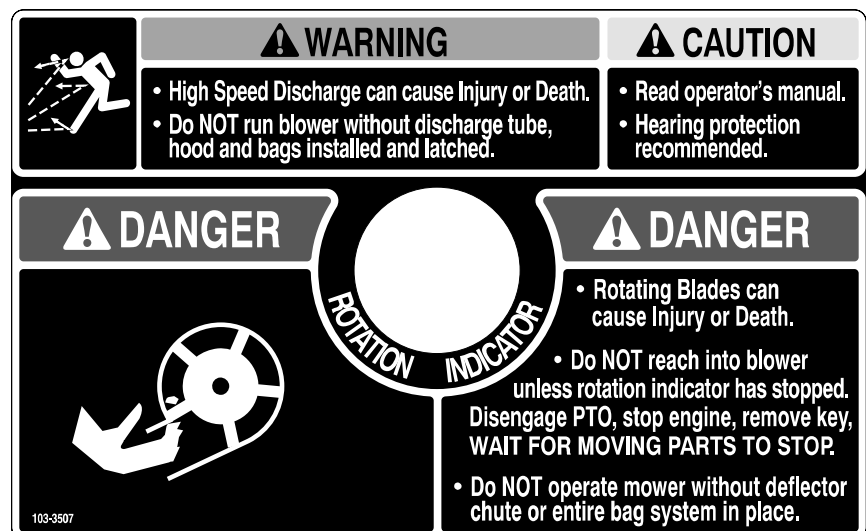 WARNING
• High Speed Discharge can cause Injury or Death.
• Do NOT run blower without discharge tube,
hood and bags installed and latched.
CAUTION
• Read operator's manual.
• Hearing protection
recommended.
DANGER
103-3507
ROTATION INDICATOR
DANGER
• Rotating Blades can
cause Injury or Death.
• Do NOT reach into blower
unless rotation indicator has stopped.
Disengage PTO, stop engine, remove key,
WAIT FOR MOVING PARTS TO STOP.
• Do NOT operate mower without deflector
chute or entire bag system in place.